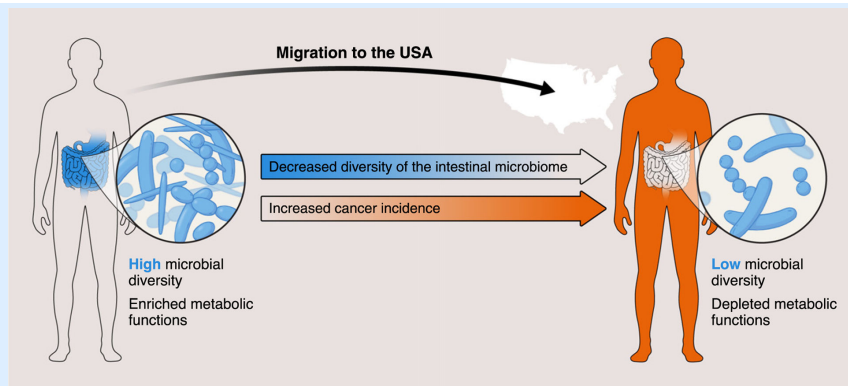 Migration to the USA
Decreased diversity of the intestinal microbiome
Increased cancer incidence
High microbial
diversity
Enriched metabolic
functions
Low microbial
diversity
Depleted metabolic
functions